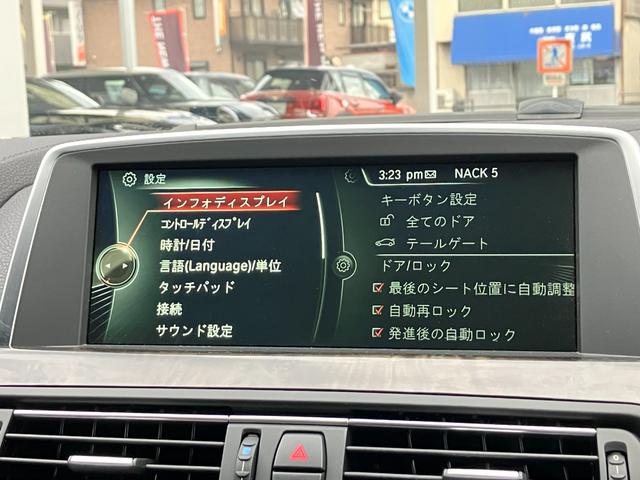 設定
インフォディスプレイ
ｺﾝﾄﾛｰﾙﾃﾞｨｽﾌﾟﾚｲ
時計/日付
言語(Language)/単位
タッチパッド
接続
サウンド設定
3:23 pm
NACK 5
キーボタン設定
全てのドア
テールゲート
ドア/ロック
最後のシート位置に自動調整
自動再ロック
発進後の自動ロック